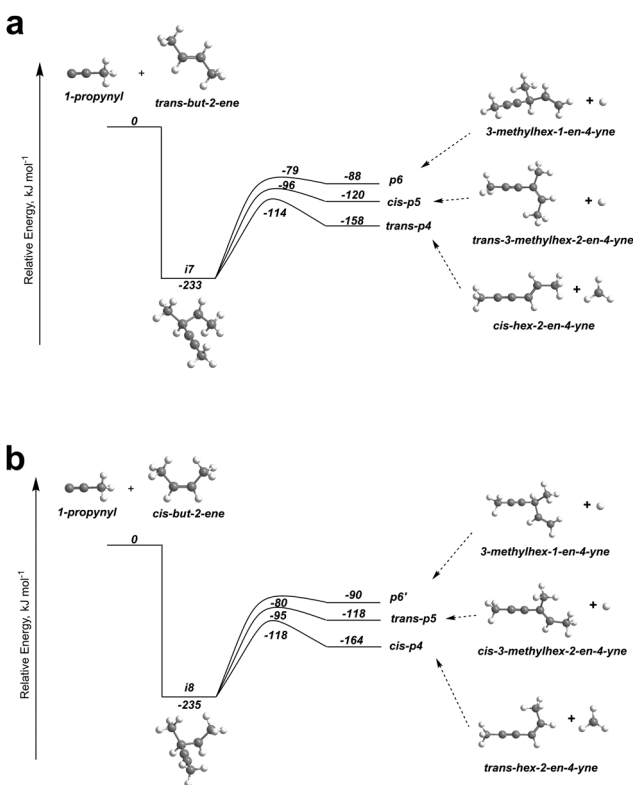 a
1-propynyl
+
trans-but-2-ene
Relative Energy, kJ mol-1
0
i7
-233
-79
-96
-114
-88
-120
-158
p6
cis-p5
trans-p4
+
3-methylhex-1-en-4-yne
+
trans-3-methylhex-2-en-4-yne
+
cis-hex-2-en-4-yne
b
1-propynyl
+
cis-but-2-ene
Relative Energy, kJ mol-1
0
i8
-235
-80
-95
-118
-90
-118
-164
p6'
trans-p5
cis-p4
+
3-methylhex-1-en-4-yne
+
cis-3-methylhex-2-en-4-yne
+
trans-hex-2-en-4-yne